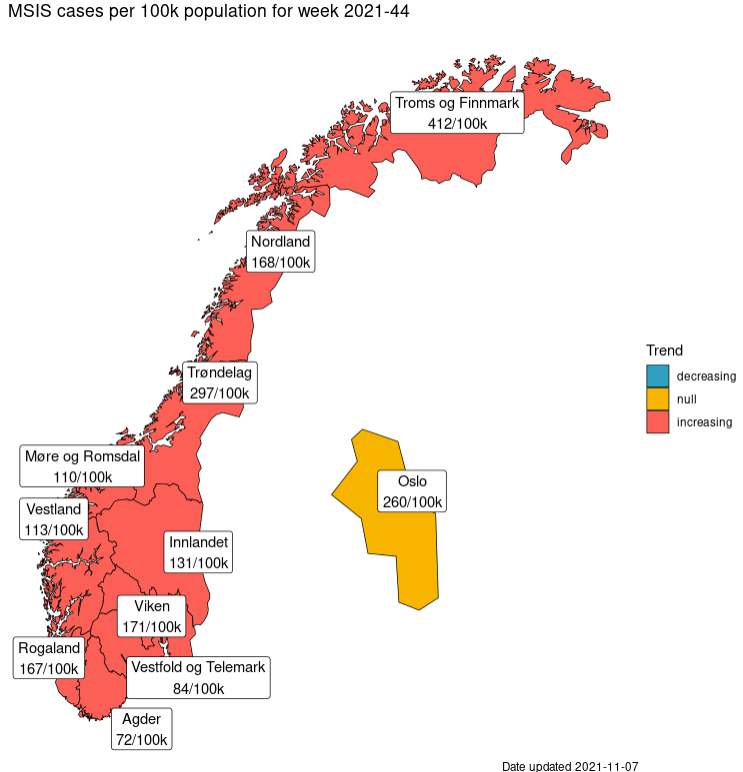 MSIS cases per 100k population for week 2021-44
Troms og Finnmark
412/100k
Nordland
168/100k
Trøndelag
297/100k
Møre og Romsdal
110/100k
Vestland
113/100k
Innlandet
131/100k
Viken
171/100k
Rogaland
167/100k
Vestfold og Telemark
84/100k
Agder
72/100k
Oslo
260/100k
Trend
decreasing
null
increasing
Date updated 2021-11-07